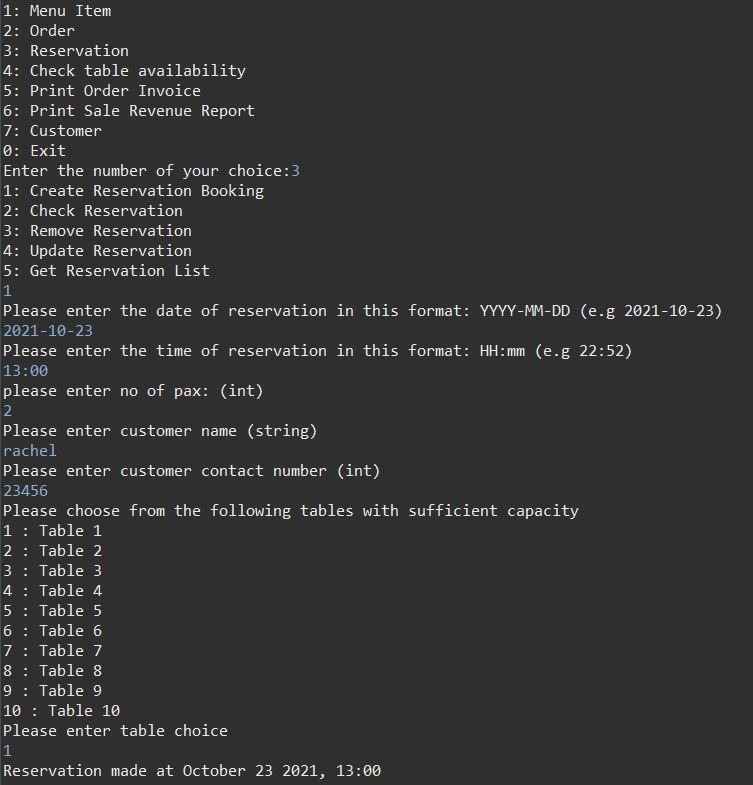 1: Menu Item
2: Order
3: Reservation
4: Check table availability
5: Print Order Invoice
6: Print Sale Revenue Report
7: Customer
0: Exit
Enter the number of your choice:3
1: Create Reservation Booking
2: Check Reservation
3: Remove Reservation
4: Update Reservation
5: Get Reservation List
1
Please enter the date of reservation in this format: YYYY-MM-DD (e.g 2021-10-23)
2021-10-23
Please enter the time of reservation in this format: HH:mm (e.g 22:52)
13:00
please enter no of pax: (int)
2
Please enter customer name (string)
rachel
Please enter customer contact number (int)
23456
Please choose from the following tables with sufficient capacity
1 : Table 1
2 : Table 2
3 : Table 3
4 : Table 4
5 : Table 5
6 : Table 6
7 : Table 7
8 : Table 8
9 : Table 9
10 : Table 10
Please enter table choice
1
Reservation made at October 23 2021, 13:00